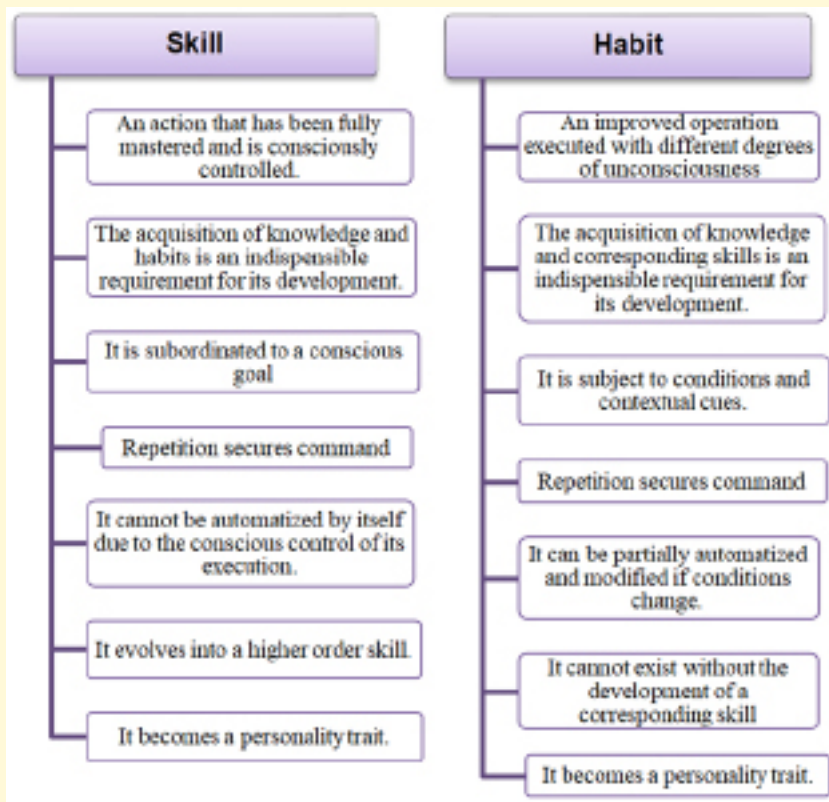 Skill
An action that has been fully
mastered and is consciously
controlled.
The acquisition of knowledge and
habits is an indispensible
requirement for its development.
It is subordinated to a conscious
goal
Repetition secures command
It cannot be automatized by itself
due to the conscious control of its
execution.
It evolves into a higher order skill.
It becomes a personality trait.
Habit
An improved operation
executed with different degrees
of unconsciousness
The acquisition of knowledge
and corresponding skills is an
indispensible requirement for
its development.
It is subject to conditions and
contextual cues.
Repetition secures command
It can be partially automatized
and modified if conditions
change.
It cannot exist without the
development of a
corresponding skill
It becomes a personality trait.